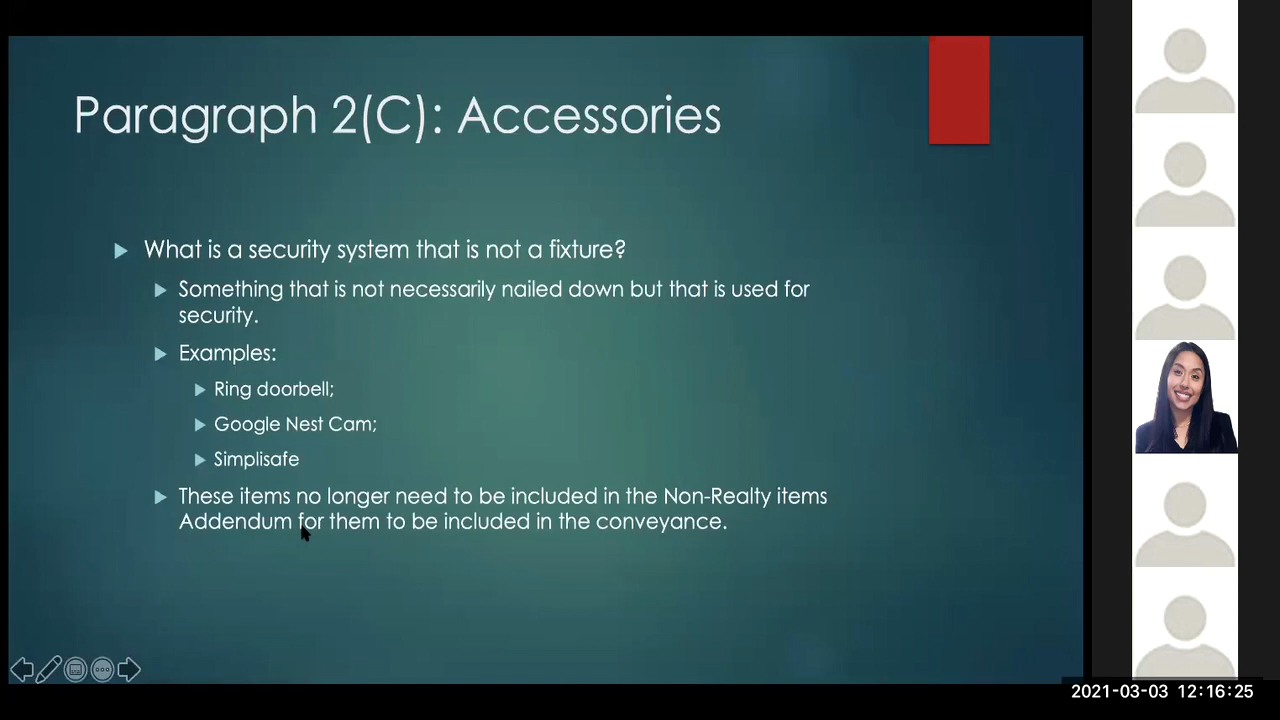 Paragraph 2(C): Accessories
What is a security system that is not a fixture?
Something that is not necessarily nailed down but that is used for
security.
Examples:
Ring doorbell;
Google Nest Cam;
Simplisafe
These items no longer need to be included in the Non-Realty items
Addendum for them to be included in the conveyance.
2021-03-03 12:16:25